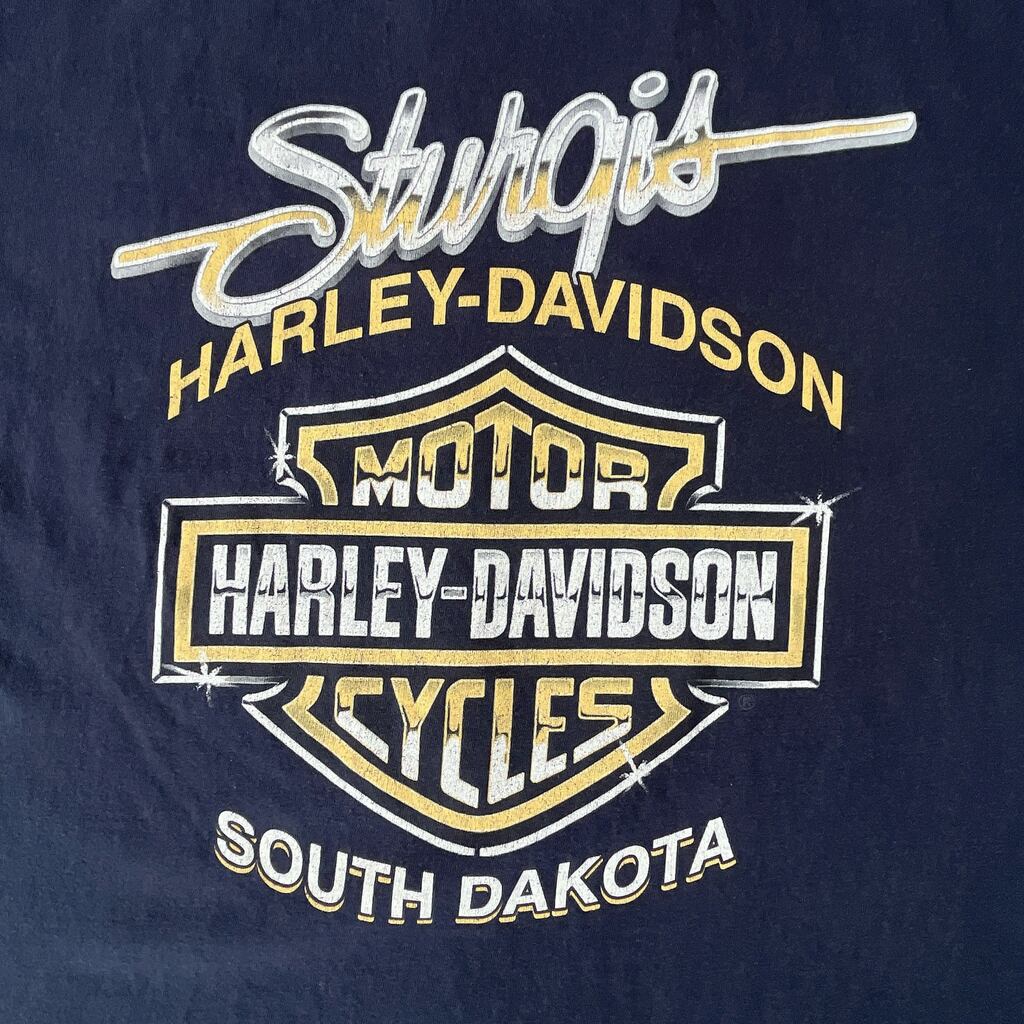 Sturgis
HARLEY-DAVIDSON
MOTOR
HARLEY-DAVIDSON
CYCLES
®
SOUTH DAKOTA